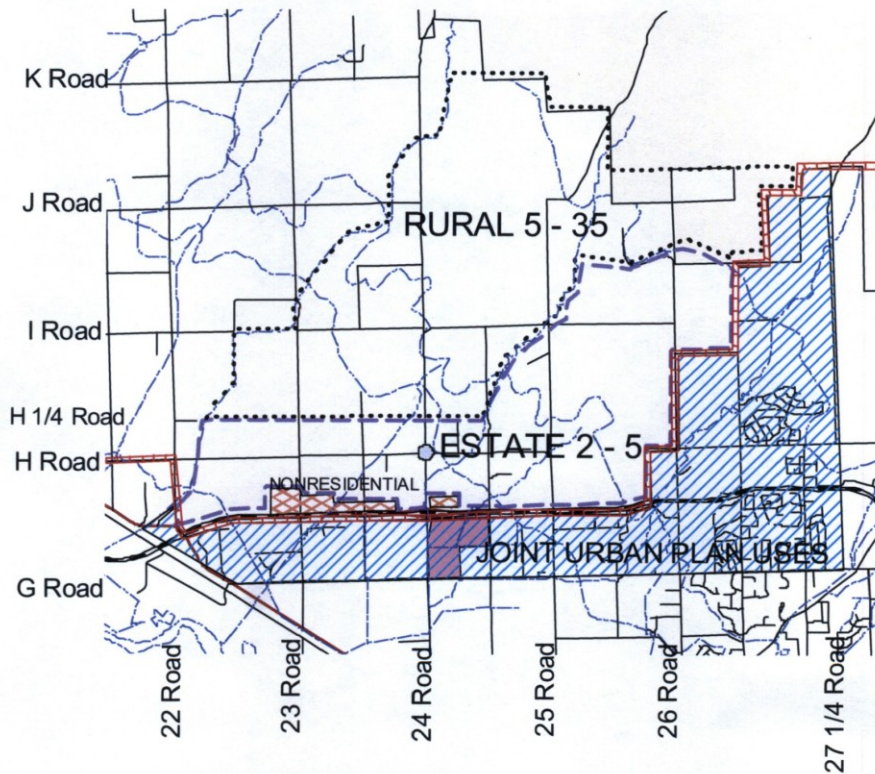 K Road
J Road
RURAL 5 - 35
I Road
H 1/4 Road
H Road
ESTATE 2 - 5
NONRESIDENTIAL
JOINT URBAN PLAN USES
G Road
22 Road
23 Road
24 Road
25 Road
26 Road
27 1/4 Road